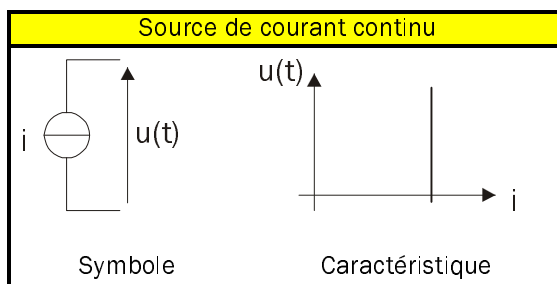 Source de courant continu
u(t)
i
u(t)
i
Symbole
Caractéristique